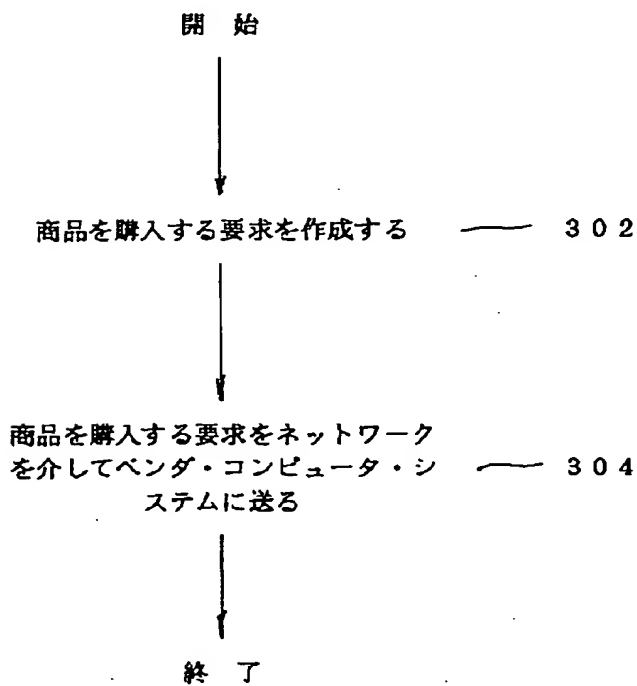 開 始
商品を購入する要求を作成する 302
商品を購入する要求をネットワーク
を介してベンダ・コンピュータ・シ 304
ステムに送る
終 了